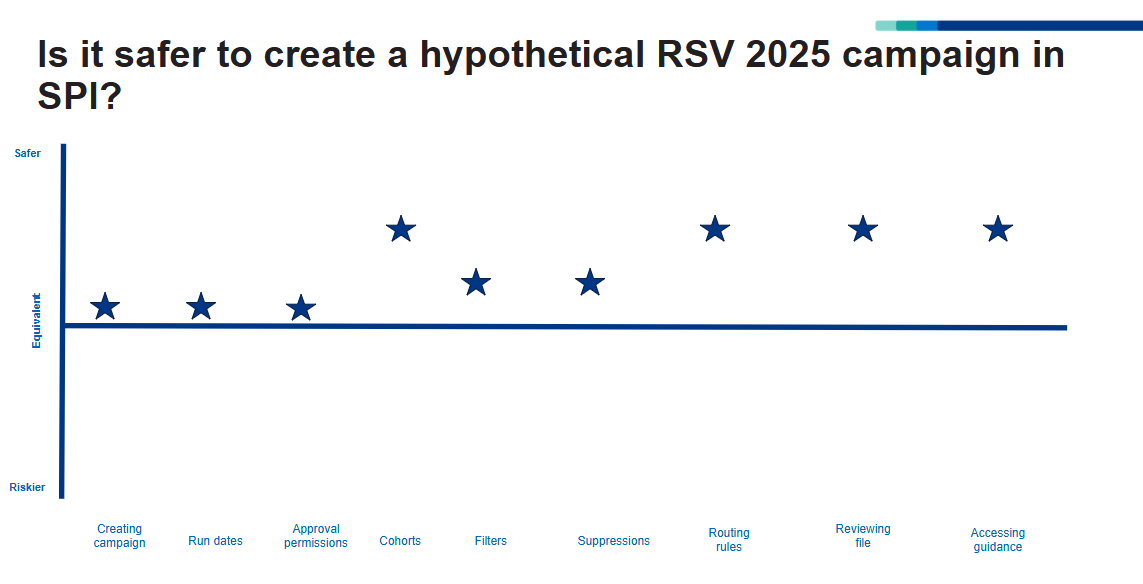 Is it safer to create a hypothetical RSV 2025 campaign in
SPI?
Safer
Equivalent
Riskier
Creating
campaign
Run dates
Approval
permissions
Cohorts
Filters
Suppressions
Routing
rules
Reviewing
file
Accessing
guidance